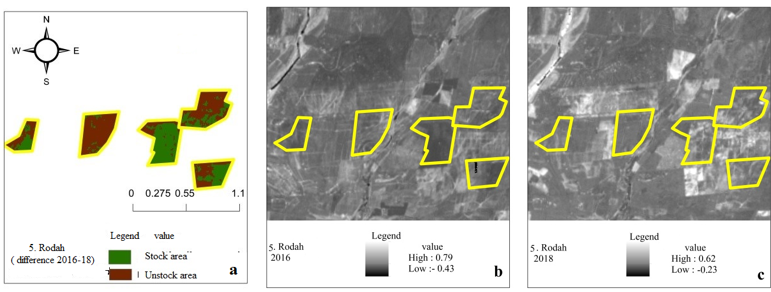 N
W E
S
0 0.275 0.55 1.1
Legend value
5. Rodah
( difference 2016-18)
Stock area
Unstock area
a
5. Rodah
2016
Legend
value
High : 0.79
Low :- 0.43
b
5. Rodah
2018
Legend
value
High : 0.62
Low : -0.23
c